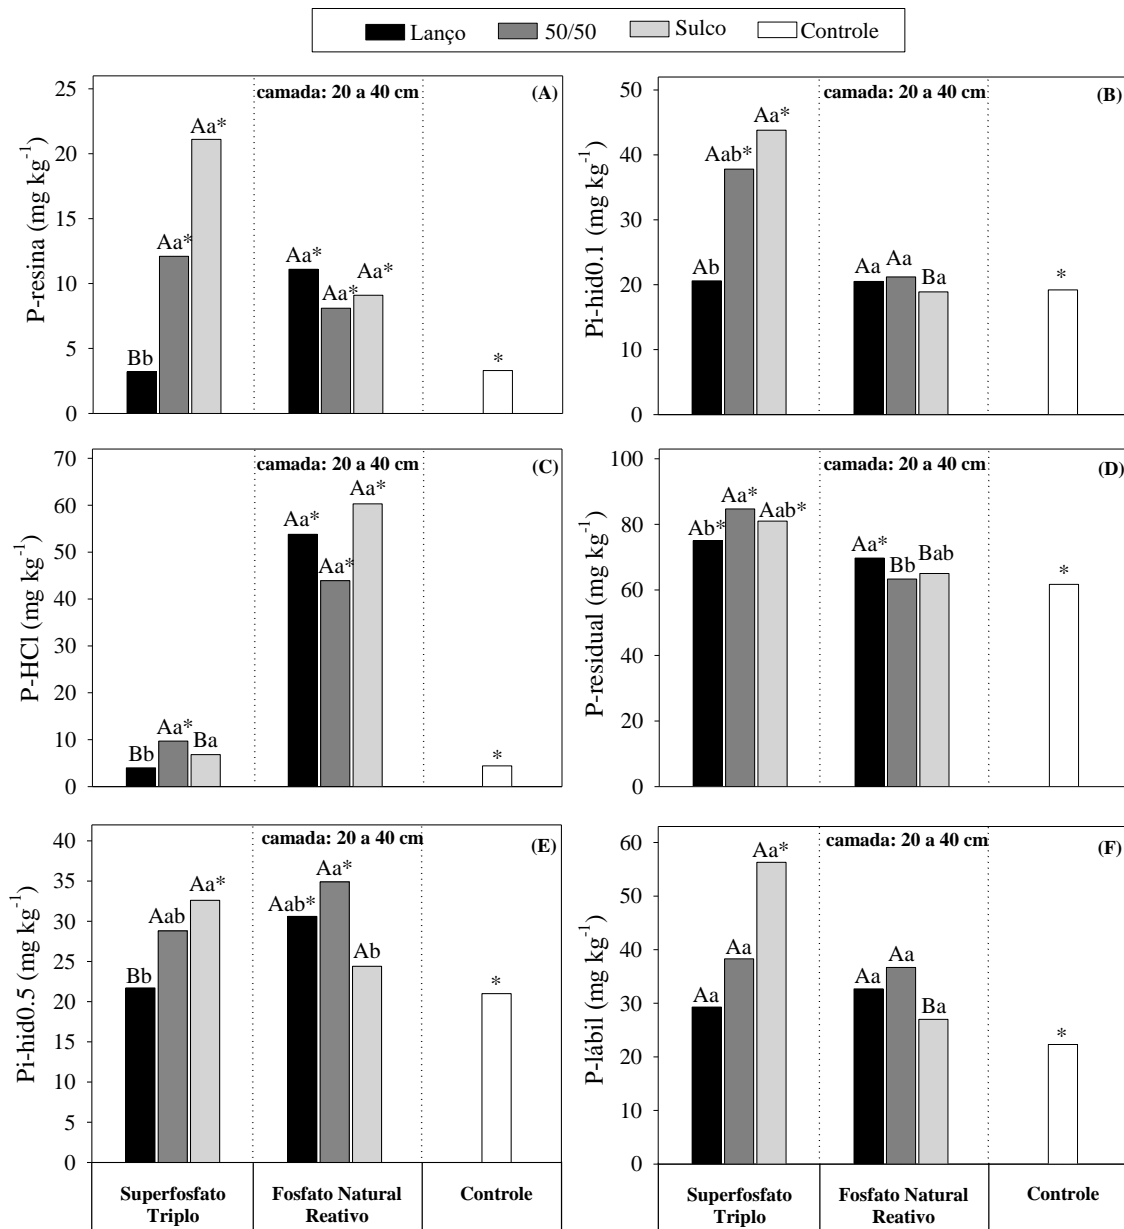 Lanço 50/50 Sulco Controle
camada: 20 a 40 cm (A)
P-resina (mg kg-1)
25
20
15
10
5
0
Bb Aa* Aa* Aa* Aa* Aa* *
camada: 20 a 40 cm (B)
Pi-hid0.1 (mg kg-1)
50
40
30
20
10
0
Ab Aab* Aa* Aa Aa Ba *
camada: 20 a 40 cm (C)
P-HCl (mg kg-1)
70
60
50
40
30
20
10
0
Bb Aa* Ba Aa* Aa* Aa* *
camada: 20 a 40 cm (D)
P-residual (mg kg-1)
100
80
60
40
20
0
Ab* Aa* Aab* Aa* Bb Bab *
camada: 20 a 40 cm (E)
Pi-hid0.5 (mg kg-1)
40
35
30
25
20
15
10
5
0
Bb Aab Aa* Aab* Aa* Ab *
Superfosfato Triplo
Fosfato Natural Reativo
Controle
camada: 20 a 40 cm (F)
P-lábil (mg kg-1)
60
50
40
30
20
10
0
Aa Aa Aa* Aa Aa Ba *
Superfosfato Triplo
Fosfato Natural Reativo
Controle